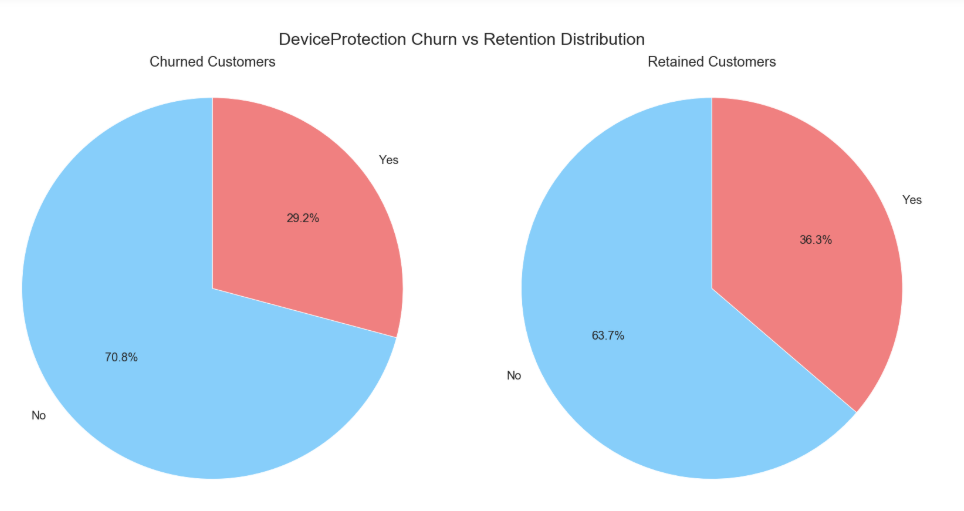 DeviceProtection Churn vs Retention Distribution
Churned Customers
Yes
29.2%
70.8%
No
Retained Customers
Yes
36.3%
63.7%
No